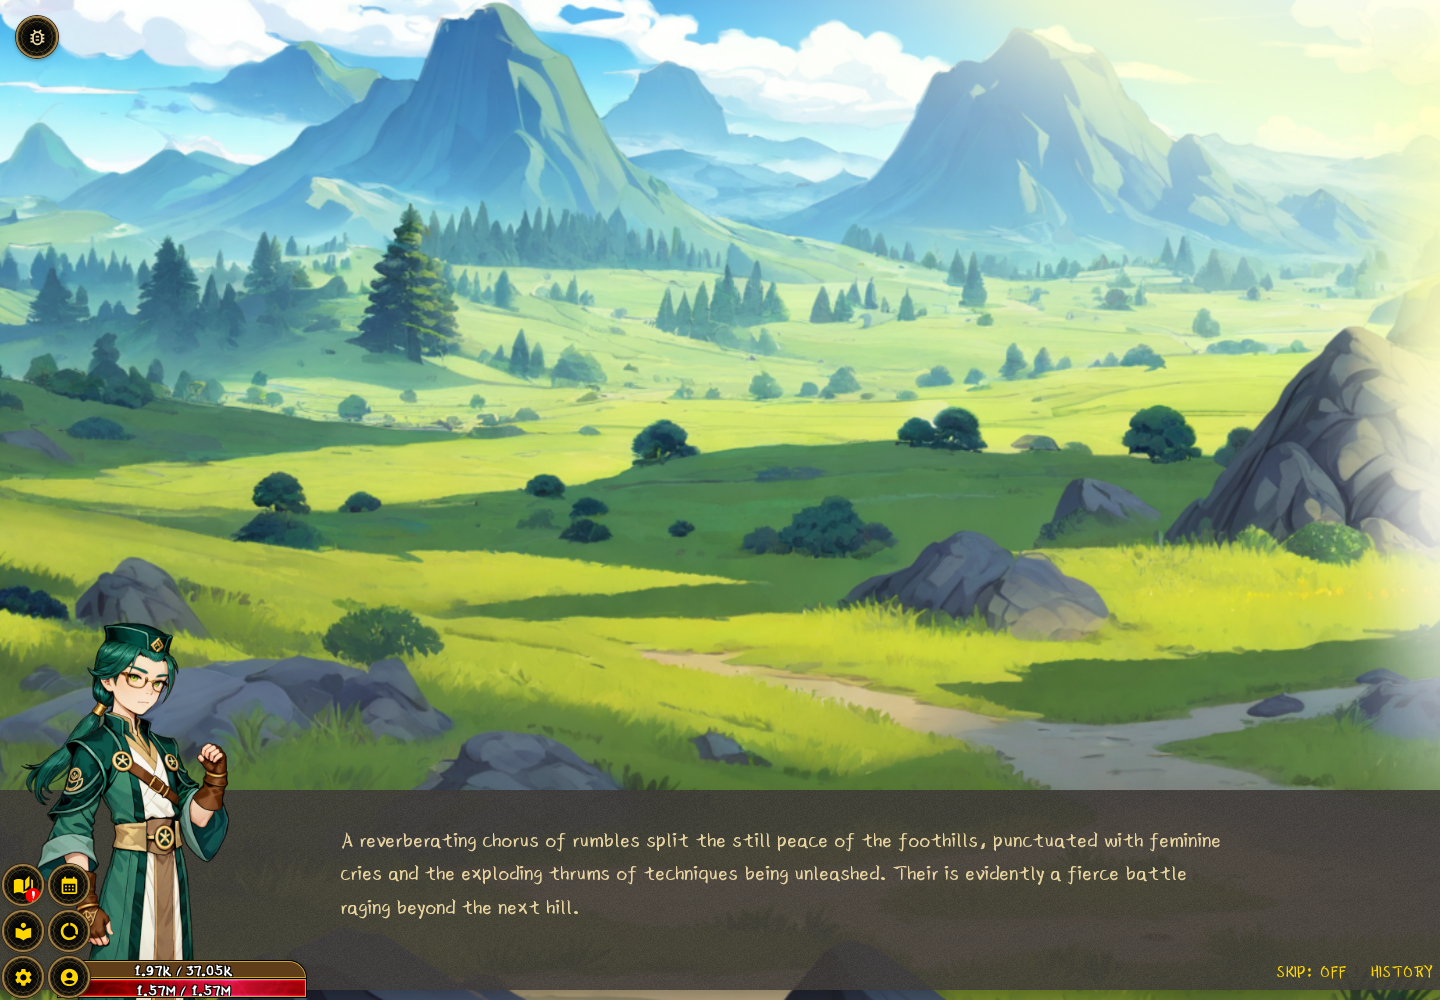 A reverberating chorus of rumbles split the still peace of the foothills, punctuated with feminine
cries and the exploding thrums of techniques being unleashed. Their is evidently a fierce battle
raging beyond the next hill.
1.97K / 37.05K
1.57M / 1.57M
SKIP: OFF HISTORY